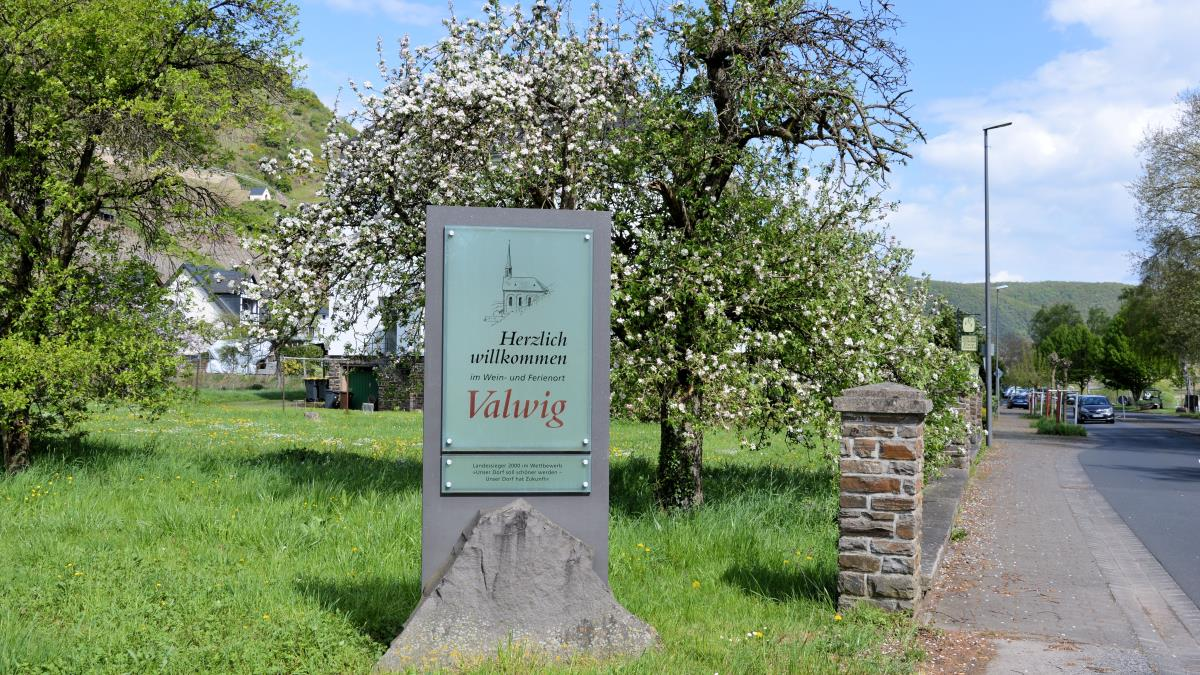 Herzlich
willkommen
im Wein- und Ferienort
Valwig
Landessieger 2000 im Wettbewerb
»Unser Dorf soll schöner werden –
Unser Dorf hat Zukunft«